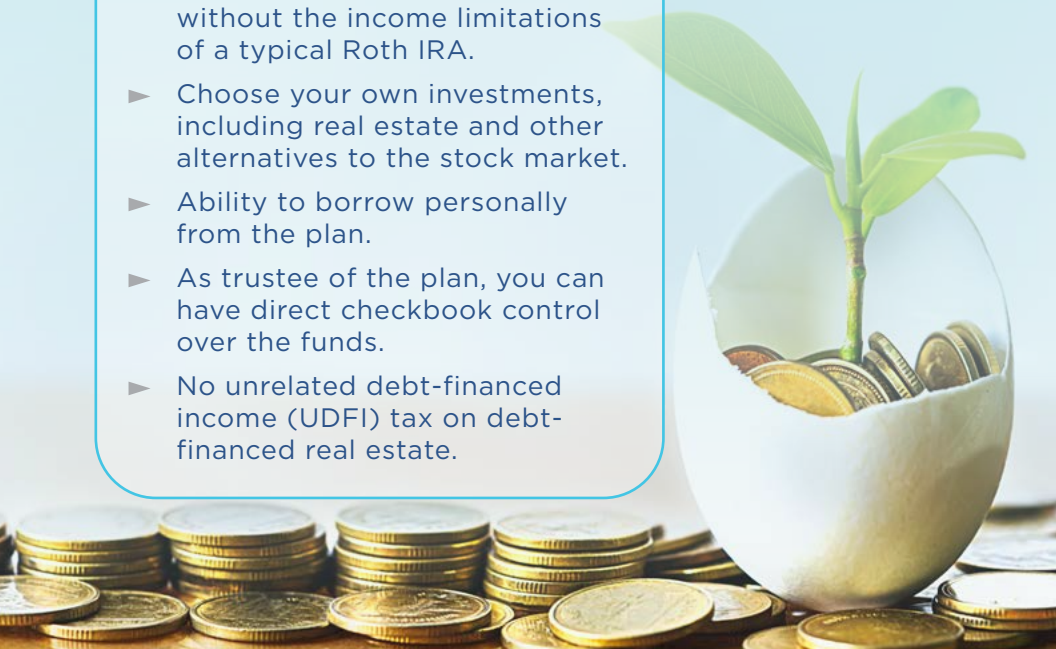 without the income limitations
of a typical Roth IRA.
► Choose your own investments,
including real estate and other
alternatives to the stock market.
► Ability to borrow personally
from the plan.
► As trustee of the plan, you can
have direct checkbook control
over the funds.
► No unrelated debt-financed
income (UDFI) tax on debt-
financed real estate.